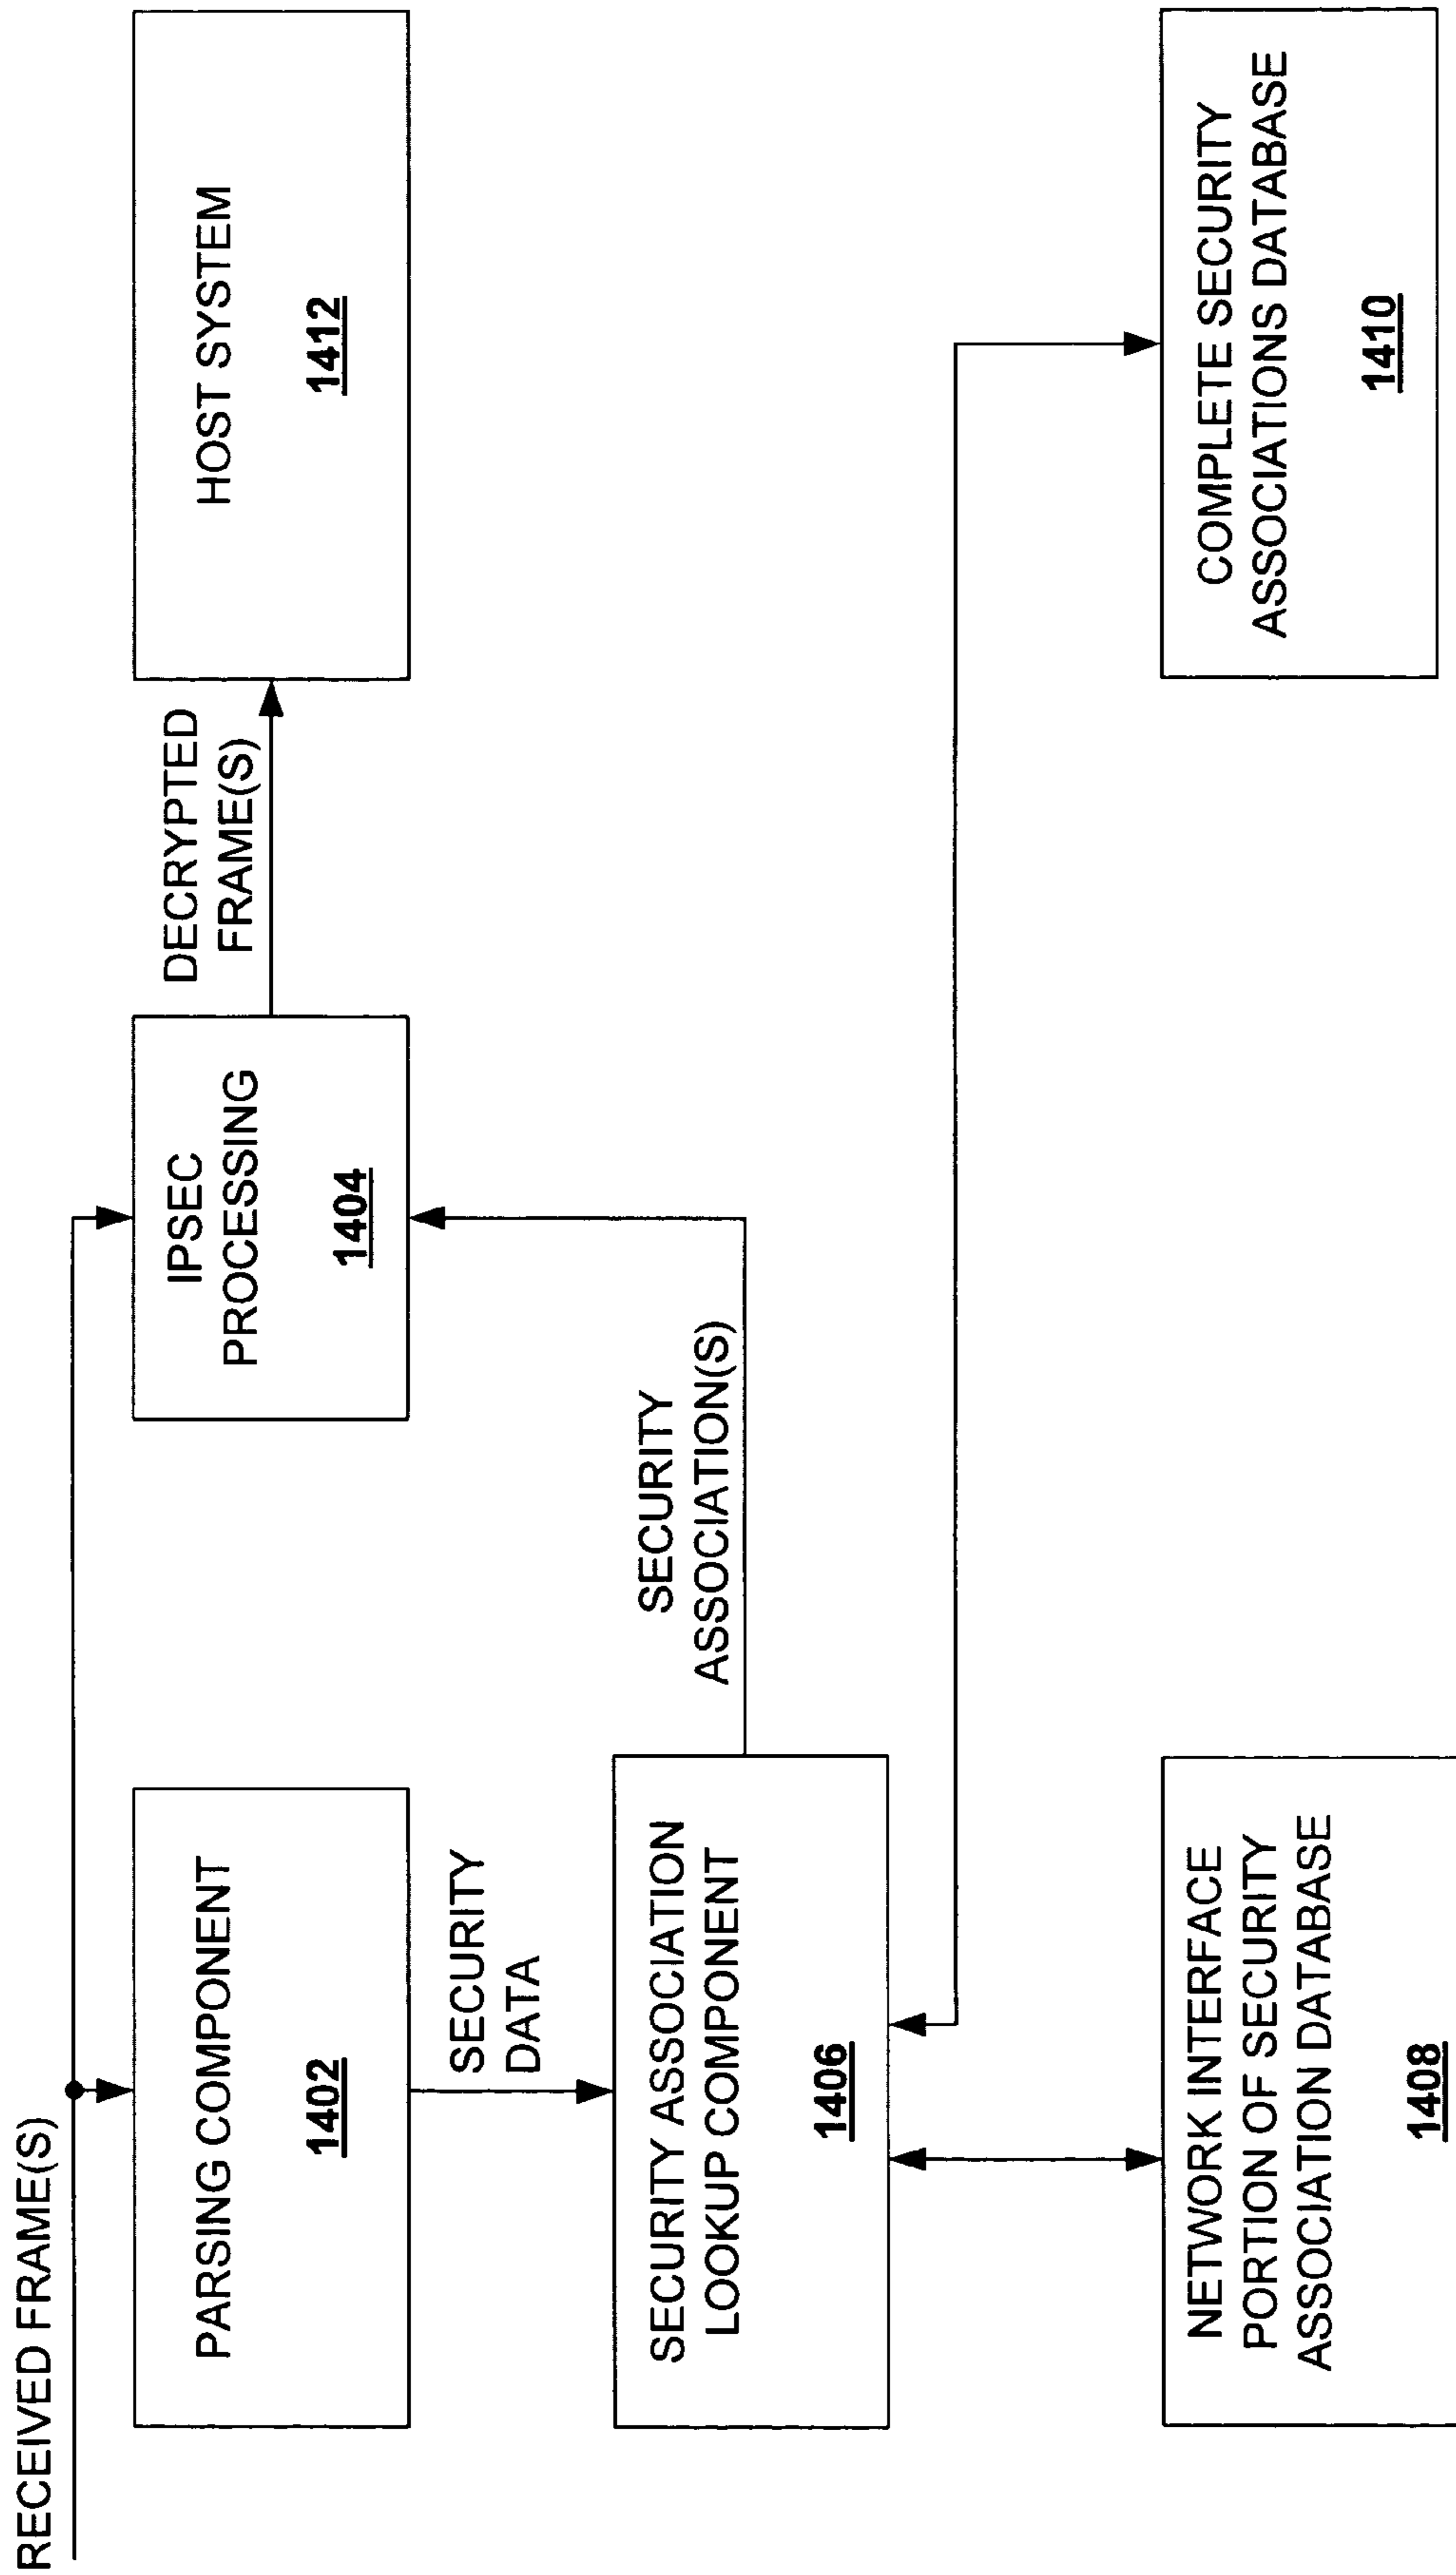 RECEIVED FRAME(S)
PARSING COMPONENT
1402
IPSEC
PROCESSING
1404
DECRYPTED
FRAME(S)
HOST SYSTEM
1412
SECURITY
DATA
SECURITY ASSOCIATION
LOOKUP COMPONENT
1406
SECURITY
ASSOCIATION(S)
NETWORK INTERFACE
PORTION OF SECURITY
ASSOCIATION DATABASE
1408
COMPLETE SECURITY
ASSOCIATIONS DATABASE
1410